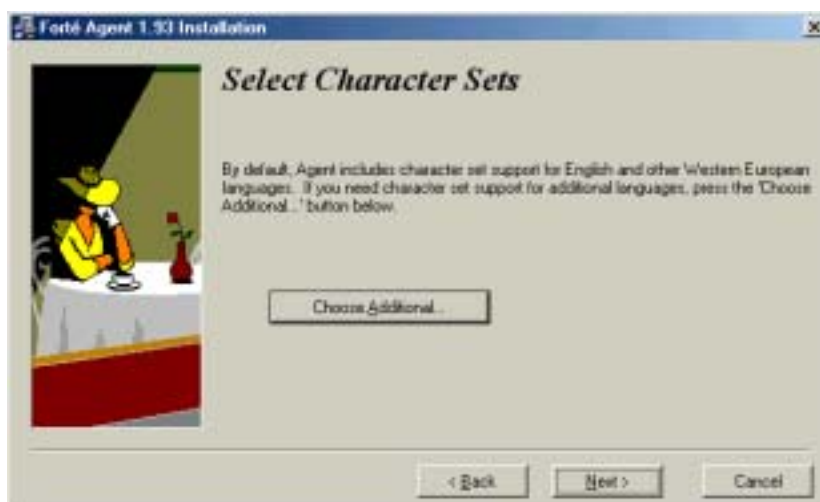 Forté Agent 1.93 Installation
Select Character Sets
By default, Agent includes character set support for English and other Western European
languages. If you need character set support for additional languages, press the 'Choose
Additional...' button below.
Choose Additional...
< Back
Next >
Cancel